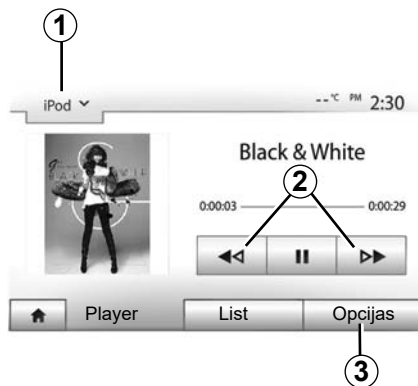 1
iPod
--°C PM 2:30
Black & White
2
0:00:03
0:00:29
Player
List
Opcijas
3